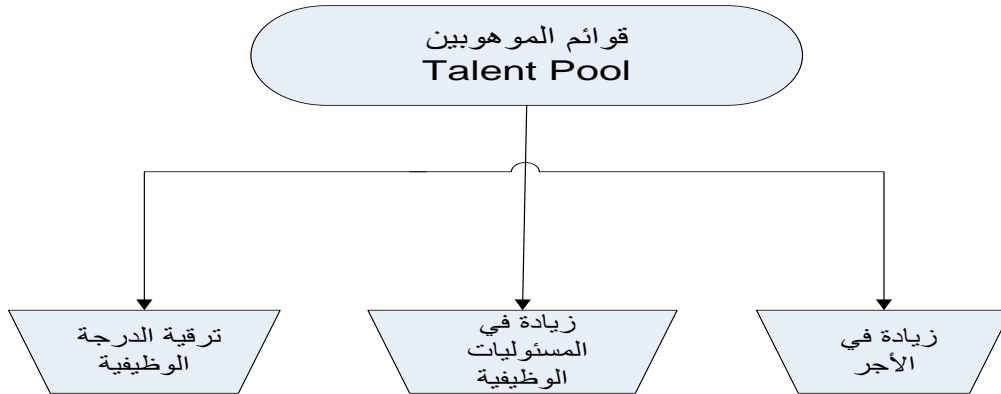 قوائم الموهوبين
Talent Pool
زيادة في
الأجر
زيادة في
المسئوليات
الوظيفية
ترقية الدرجة
الوظيفية